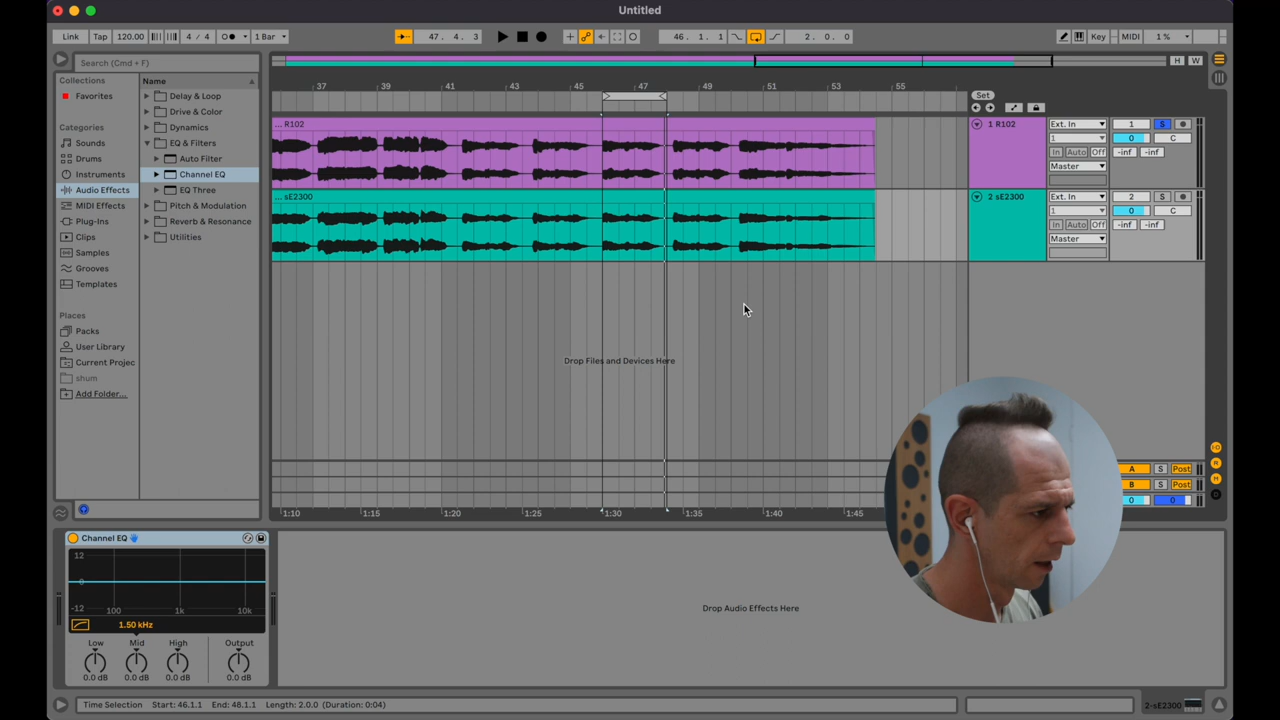 Untitled
Link Tap 120.00 4 / 4 1 Bar 47. 4. 3 46. 1. 1 2. 0. 0 Key MIDI 1 %
Search (Cmd + F)
H W
Collections
Favorites
Categories
Sounds
Drums
Instruments
Audio Effects
MIDI Effects
Plug-Ins
Clips
Samples
Grooves
Templates
Places
Packs
User Library
Current Projec
shum
Add Folder...
Name
Delay & Loop
Drive & Color
Dynamics
EQ & Filters
Auto Filter
Channel EQ
EQ Three
Pitch & Modulation
Reverb & Resonance
Utilities
37 39 41 43 45 47 49 51 53 55
Set
... R102
1 R102 Ext. In 1 S
1 0 C
In Auto Off -inf -inf
Master
... sE2300
2 sE2300 Ext. In 2 S
1 0 C
In Auto Off -inf -inf
Master
Drop Files and Devices Here
A S Post
B S Post
0 0
1:10 1:15 1:20 1:25 1:30 1:35 1:40 1:45
Channel EQ
12
0
-12 100 1k 10k
1.50 kHz
Low Mid High Output
0.0 dB 0.0 dB 0.0 dB 0.0 dB
Drop Audio Effects Here
Time Selection Start: 46.1.1 End: 48.1.1 Length: 2.0.0 (Duration: 0:04)
2-sE2300